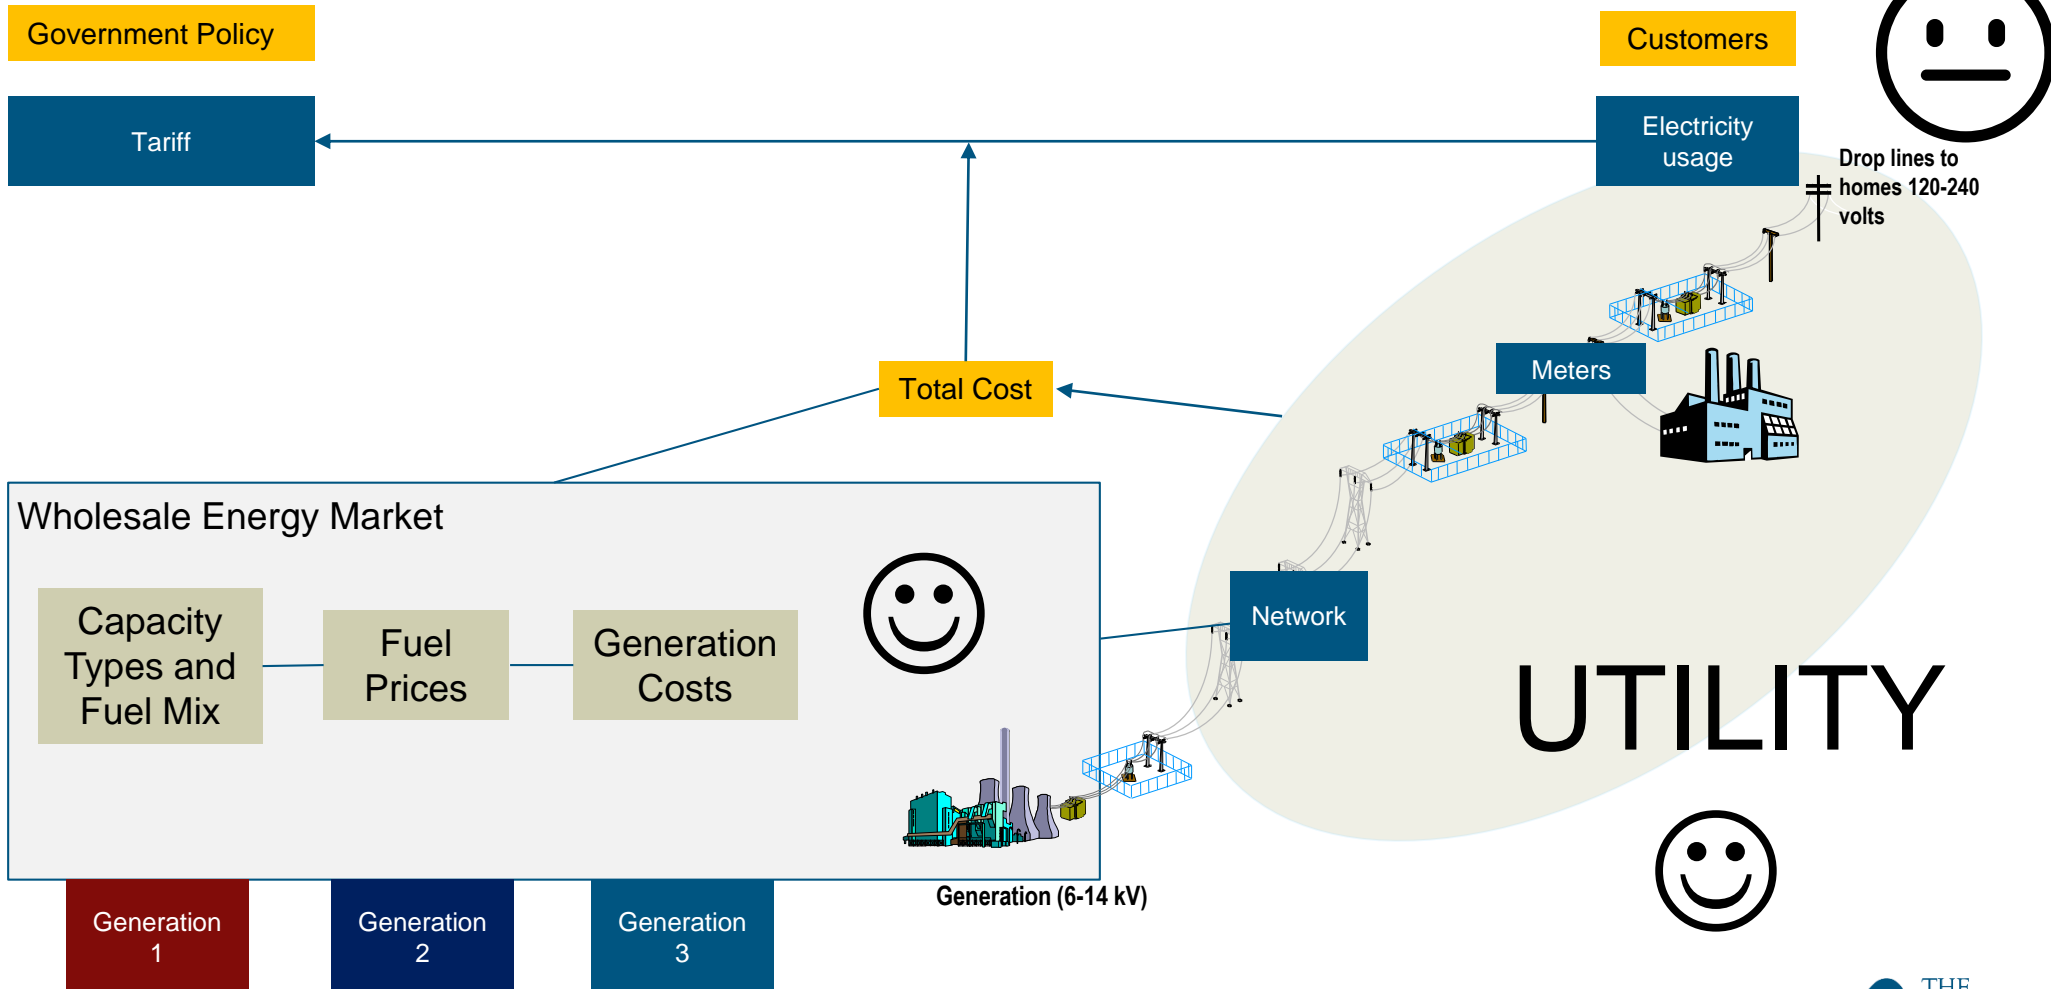 Government Policy
Customers
Tariff
Electricity
usage
Drop lines to
homes 120-240
volts
Meters
Total Cost
Wholesale Energy Market
Capacity
Types and
Fuel Mix
Fuel
Prices
Generation
Costs
Network
UTILITY
Generation (6-14 kV)
Generation
1
Generation
2
Generation
3
THE